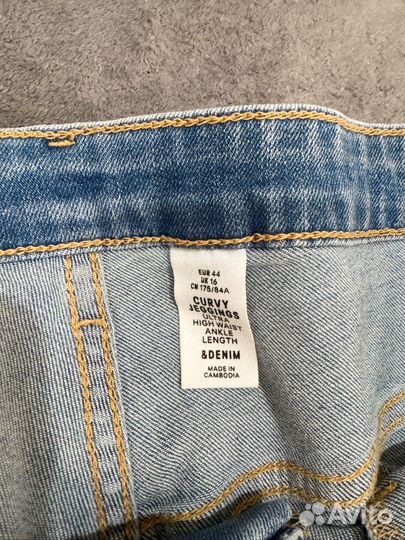 EUR 44
UK 16
CN 175/84A
CURVY
JEGGINGS
ULTRA
HIGH WAIST
ANKLE
LENGTH
&DENIM
MADE IN
CAMBODIA
Avito